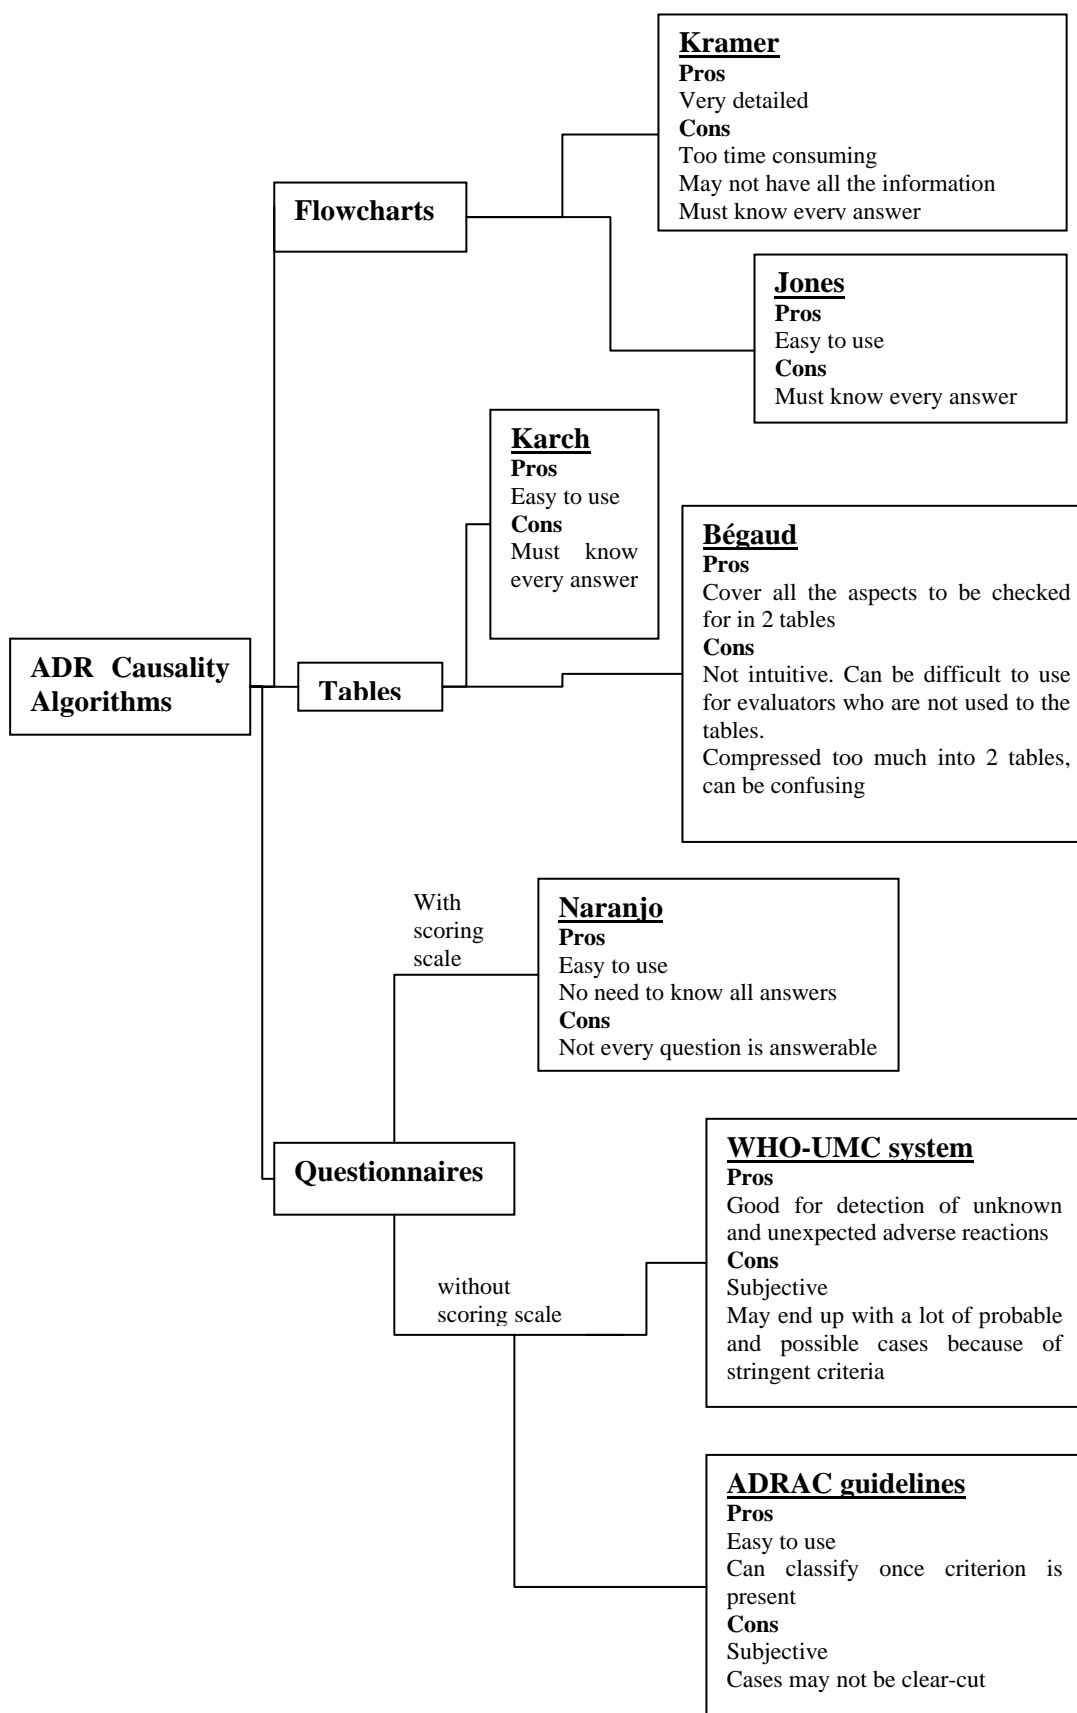 Kramer
Pros
Very detailed
Cons
Too time consuming
May not have all the information
Must know every answer
Flowcharts
Jones
Pros
Easy to use
Cons
Must know every answer
Karch
Pros
Easy to use
Cons
Must know
every answer
Bégaud
Pros
Cover all the aspects to be checked
for in 2 tables
Cons
Not intuitive. Can be difficult to use
for evaluators who are not used to the
tables.
Compressed too much into 2 tables,
can be confusing
ADR Causality
Algorithms
Tables
With
scoring
scale
Naranjo
Pros
Easy to use
No need to know all answers
Cons
Not every question is answerable
Questionnaires
WHO-UMC system
Pros
Good for detection of unknown
and unexpected adverse reactions
Cons
Subjective
May end up with a lot of probable
and possible cases because of
stringent criteria
without
scoring scale
ADRAC guidelines
Pros
Easy to use
Can classify once criterion is
present
Cons
Subjective
Cases may not be clear-cut